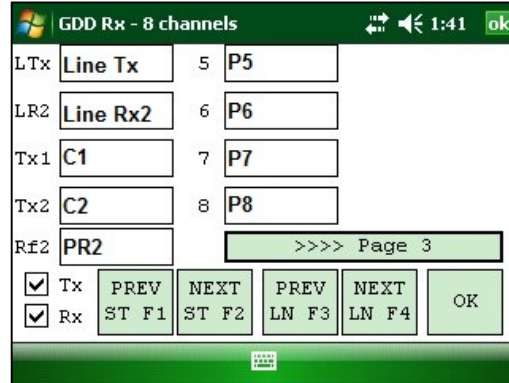 GDD Rx - 8 channels 1:41 ok
LTx Line Tx 5 P5
LR2 Line Rx2 6 P6
Tx1 C1 7 P7
Tx2 C2 8 P8
Rf2 PR2 >>>> Page 3
Tx
Rx
PREV
ST F1
NEXT
ST F2
PREV
LN F3
NEXT
LN F4
OK